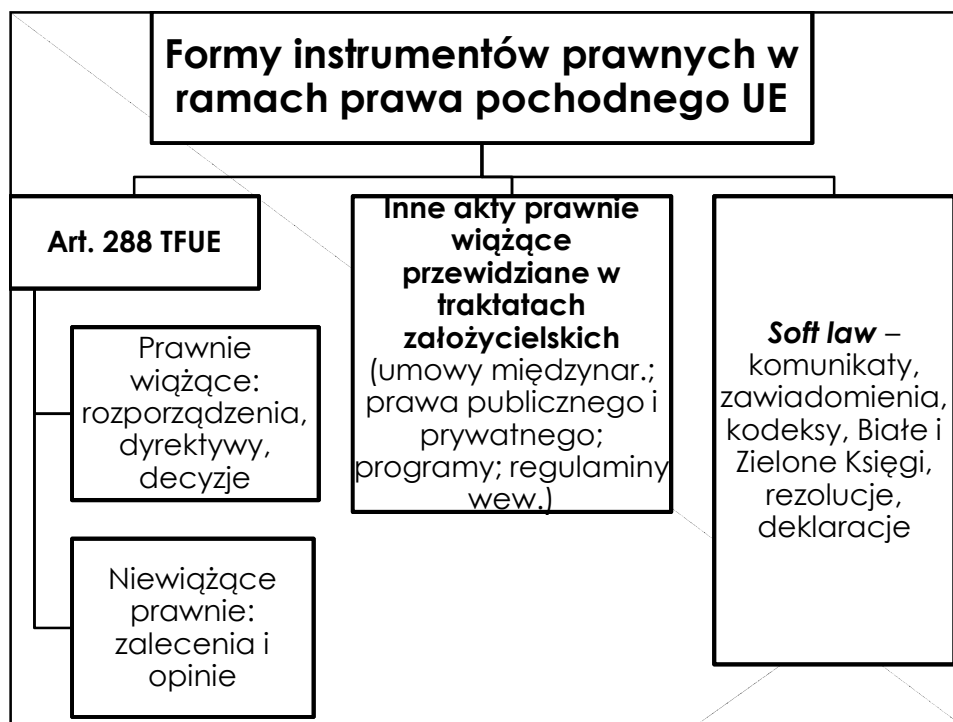 Formy instrumentów prawnych w
ramach prawa pochodnego UE
Art. 288 TFUE
Prawnie
wiążące:
rozporządzenia,
dyrektywy,
decyzje
Niewiążące
prawnie:
zalecenia i
opinie
Inne akty prawnie
wiążące
przewidziane w
traktatach
założycielskich
(umowy międzynar.;
prawa publicznego i
prywatnego;
programy; regulaminy
wew.)
Soft law –
komunikaty,
zawiadomienia,
kodeksy, Białe i
Zielone Księgi,
rezolucje,
deklaracje